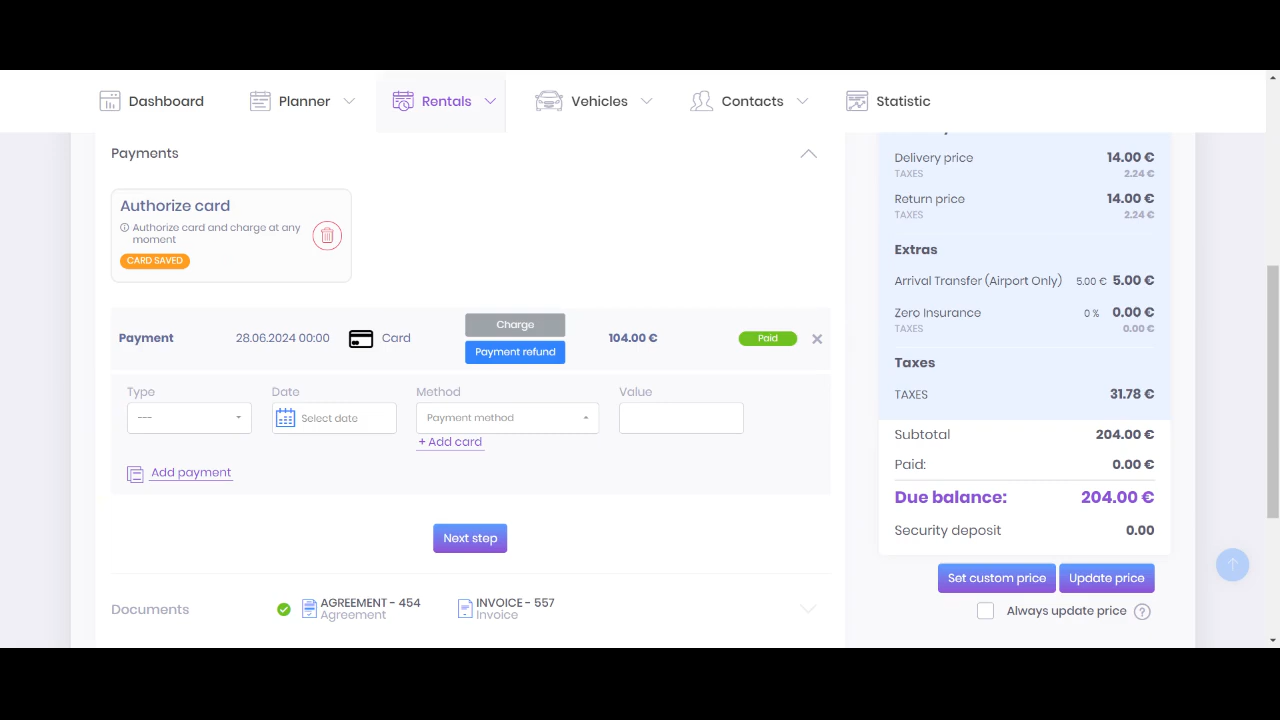 Dashboard
Planner
Rentals
Vehicles
Contacts
Statistic
Payments
Authorize card
Authorize card and charge at any
moment
CARD SAVED
Payment
28.06.2024 00:00
Card
Charge
Payment refund
104.00 €
Paid
Type
Date
Method
Value
---
Select date
Payment method
+ Add card
Add payment
Next step
Documents
AGREEMENT - 454
Agreement
INVOICE - 557
Invoice
Delivery price 14.00 €
TAXES 2.24 €
Return price 14.00 €
TAXES 2.24 €
Extras
Arrival Transfer (Airport Only) 5.00 € 5.00 €
Zero Insurance 0 % 0.00 €
TAXES 0.00 €
Taxes
TAXES 31.78 €
Subtotal 204.00 €
Paid: 0.00 €
Due balance: 204.00 €
Security deposit 0.00
Set custom price
Update price
Always update price ?